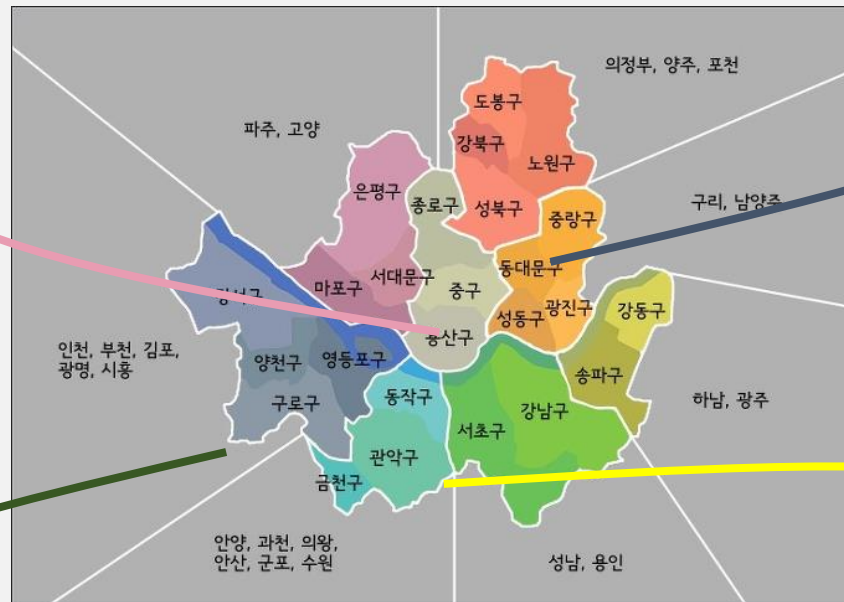 의정부, 양주, 포천
도봉구
파주, 고양
강북구
노원구
은평구
종로구
성북구
중랑구
구리, 남양주
동대문구
서대문구
마포구
중구
강서구
성동구
광진구
강동구
용산구
인천, 부천, 김포,
광명, 시흥
양천구
영등포구
송파구
하남, 광주
동작구
구로구
강남구
서초구
관악구
금천구
안양, 과천, 의왕,
안산, 군포, 수원
성남, 용인